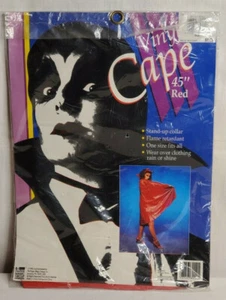 Vinyl
Cape
45"
Red
• Stand-up collar
• Flame retardant
• One size fits all
• Wear over clothing
rain or shine